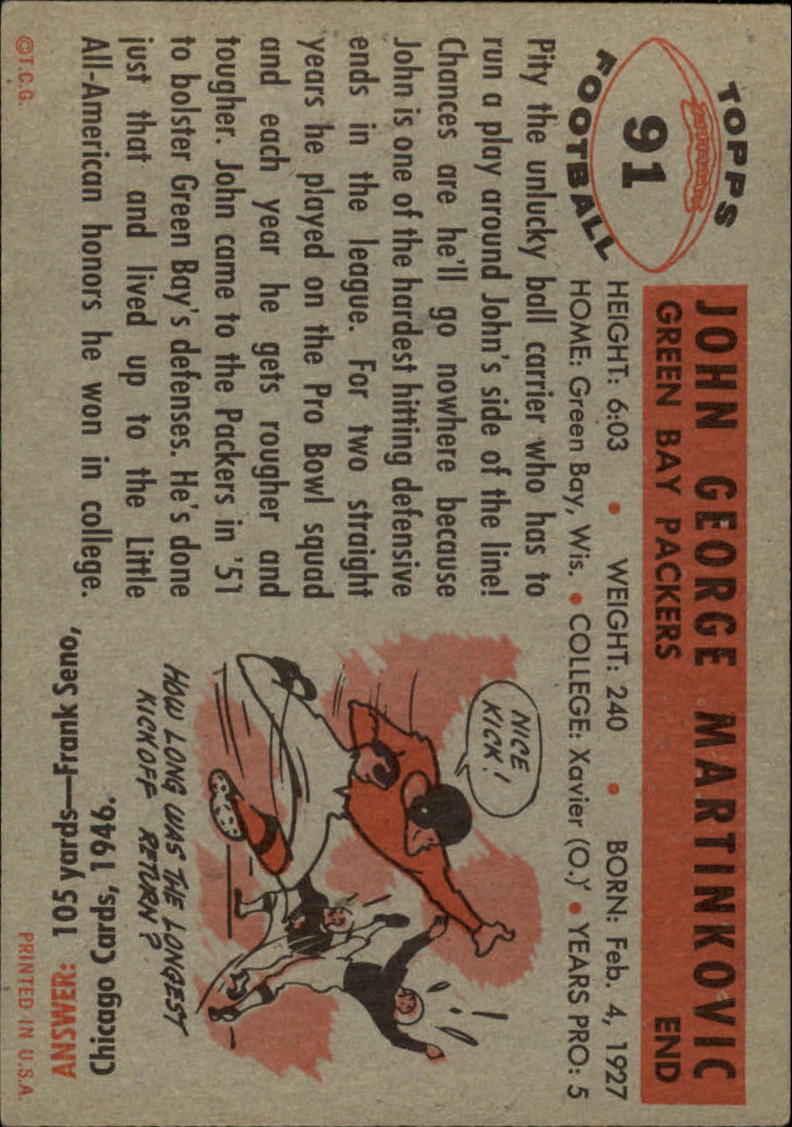 TOPPS
91
FOOTBALL
JOHN GEORGE MARTINKOVIC
GREEN BAY PACKERS END
HEIGHT: 6:03 • WEIGHT: 240 • BORN: Feb. 4, 1927
HOME: Green Bay, Wis. • COLLEGE: Xavier (O.) • YEARS PRO: 5
Pity the unlucky ball carrier who has to
run a play around John's side of the line!
Chances are he'll go nowhere because
John is one of the hardest hitting defensive
ends in the league. For two straight
years he played on the Pro Bowl squad
and each year he gets rougher and
tougher. John came to the Packers in '51
to bolster Green Bay's defenses. He's done
just that and lived up to the Little
All-American honors he won in college.
NICE
KICK!
HOW LONG WAS THE LONGEST
KICKOFF RETURN?
ANSWER: 105 yards—Frank Seno,
Chicago Cards, 1946.
©T.C.G.
PRINTED IN U.S.A.